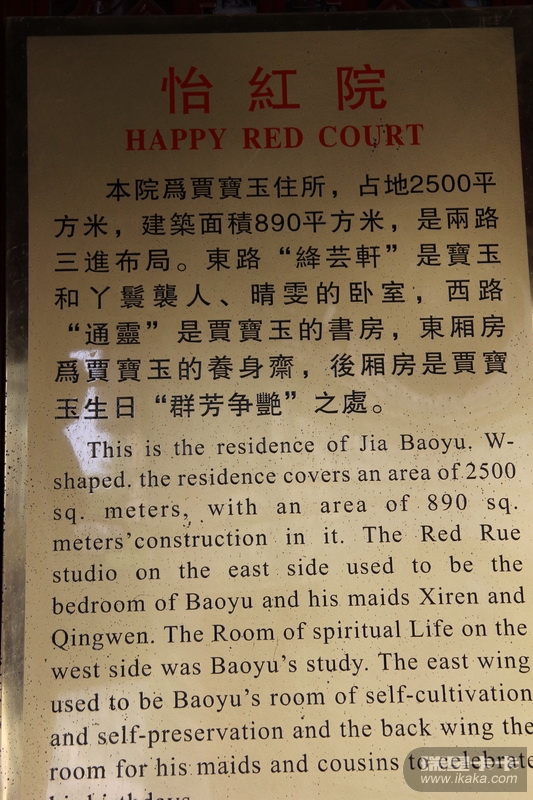 怡紅院
HAPPY RED COURT
本院爲賈寶玉住所，占地2500平
方米，建築面積890平方米，是兩路
三進布局。東路“絳芸軒”是寶玉
和丫鬟襲人、晴雯的卧室，西路
“通靈”是賈寶玉的書房，東厢房
爲賈寶玉的養身齋，後厢房是賈寶
玉生日“群芳争艷”之處。
This is the residence of Jia Baoyu. W-
shaped. the residence covers an area of 2500
sq. meters, with an area of 890 sq.
meters'construction in it. The Red Rue
studio on the east side used to be the
bedroom of Baoyu and his maids Xiren and
Qingwen. The Room of spiritual Life on the
west side was Baoyu's study. The east wing
used to be Baoyu's room of self-cultivation
and self-preservation and the back wing the
room for his maids and cousins to celebrate
his birthdays
www.ikaka.com